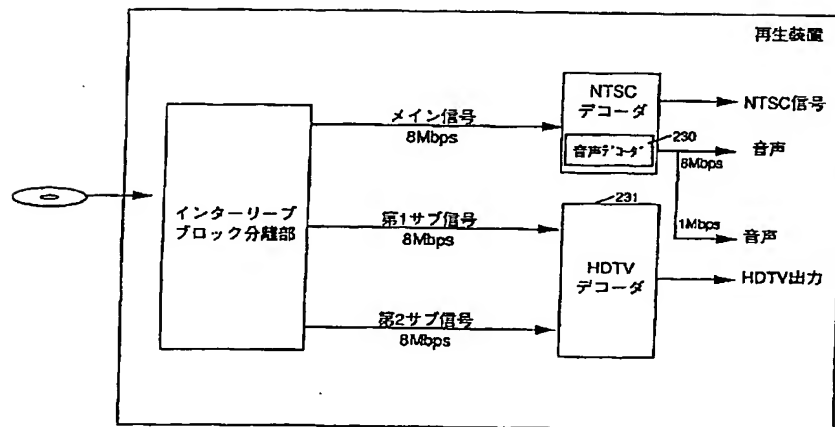 再生装置
インターリーブ
ブロック分離部
メイン信号
8Mbps
第1サブ信号
8Mbps
第2サブ信号
8Mbps
NTSC
デコーダ
音声デコーダ
230
231
HDTV
デコーダ
NTSC信号
8Mbps
音声
1Mbps
音声
HDTV出力